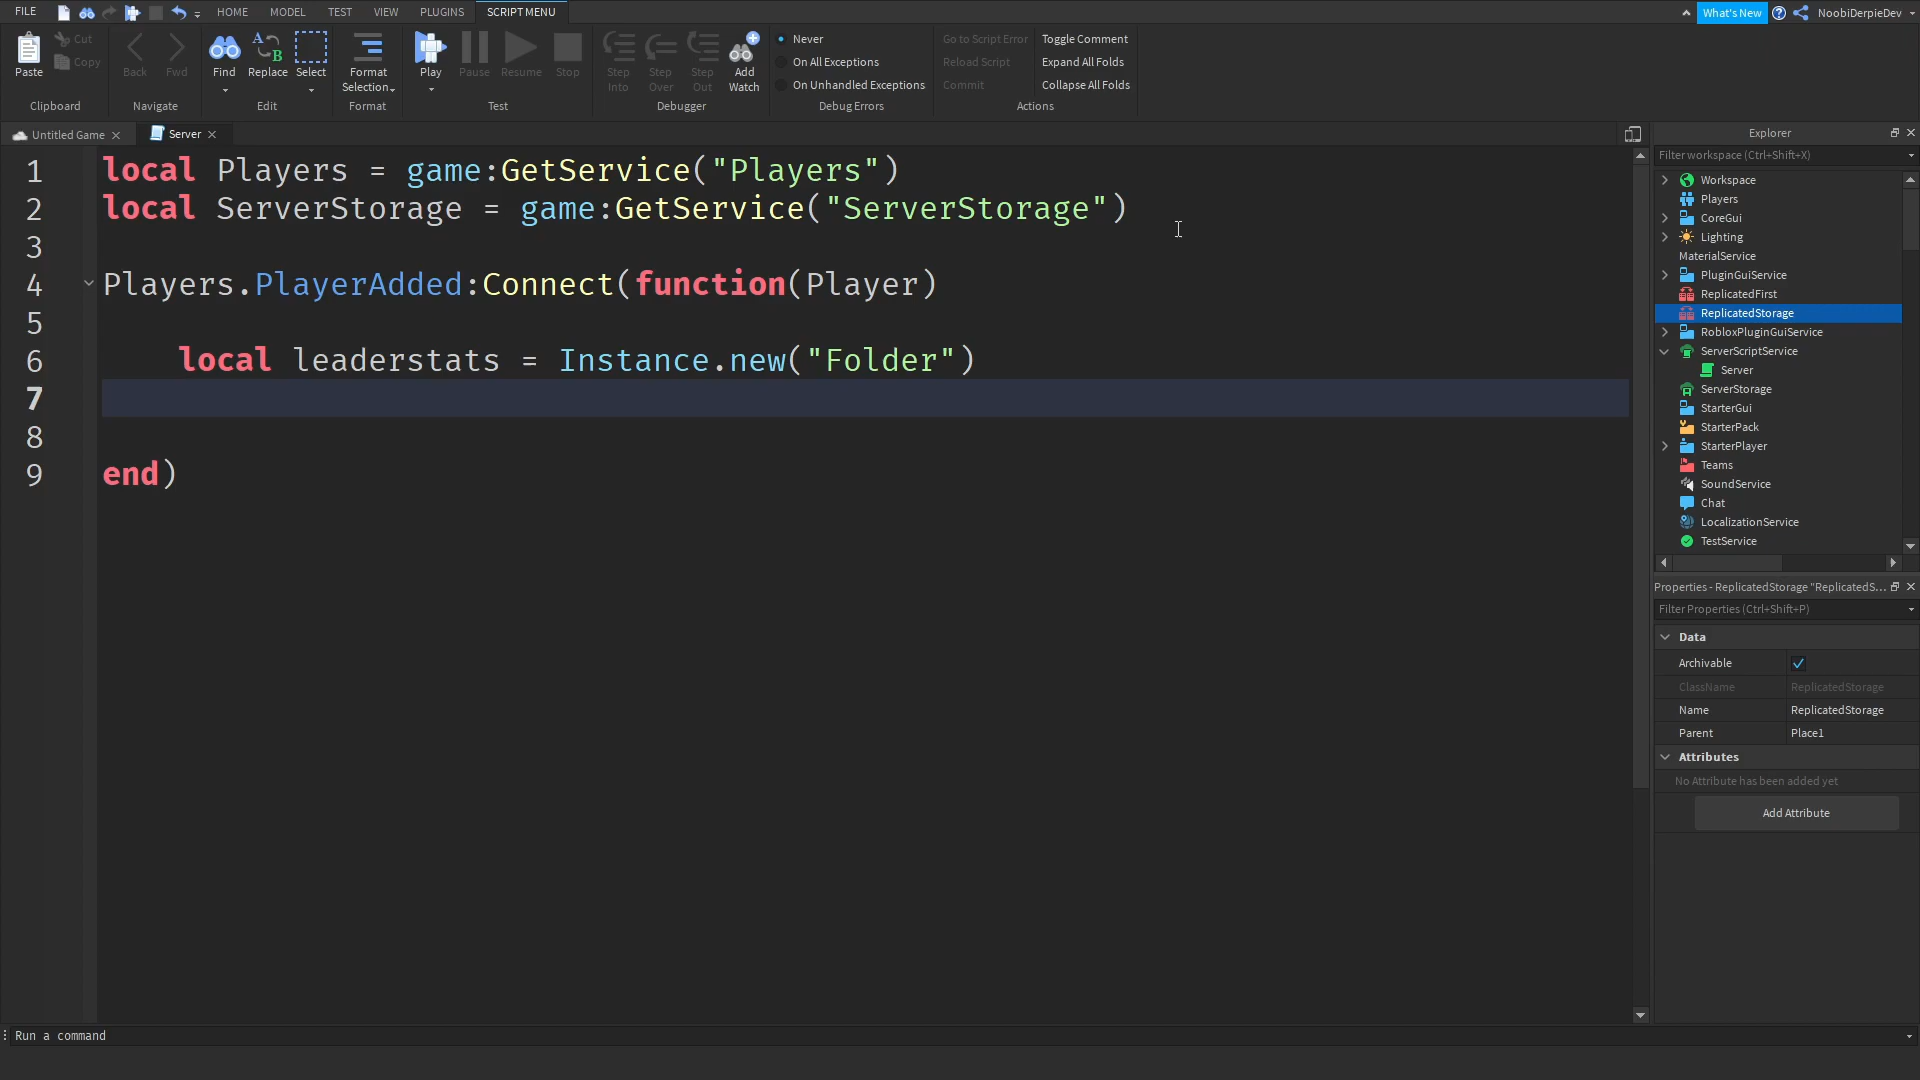 FILE HOME MODEL TEST VIEW PLUGINS SCRIPT MENU What's New NoobiDerpieDev
Paste Cut Copy Clipboard
Back Fwd Navigate
Find Replace Select Edit
Format Selection Format
Play Pause Resume Stop Test
Step Into Step Over Step Out Add Watch Debugger
Never
On All Exceptions
On Unhandled Exceptions
Debug Errors
Go to Script Error Toggle Comment
Reload Script Expand All Folds
Commit Collapse All Folds
Actions
Untitled Game Server
1 local Players = game:GetService("Players")
2 local ServerStorage = game:GetService("ServerStorage")
3
4 Players.PlayerAdded:Connect(function(Player)
5
6 local leaderstats = Instance.new("Folder")
7
8
9 end)
Explorer
Filter workspace (Ctrl+Shift+X)
Workspace
Players
CoreGui
Lighting
MaterialService
PluginGuiService
ReplicatedFirst
ReplicatedStorage
RobloxPluginGuiService
ServerScriptService
Server
ServerStorage
StarterGui
StarterPack
StarterPlayer
Teams
SoundService
Chat
LocalizationService
TestService
Properties - ReplicatedStorage "ReplicatedS...
Filter Properties (Ctrl+Shift+P)
Data
Archivable
ClassName ReplicatedStorage
Name ReplicatedStorage
Parent Place1
Attributes
No Attribute has been added yet
Add Attribute
Run a command